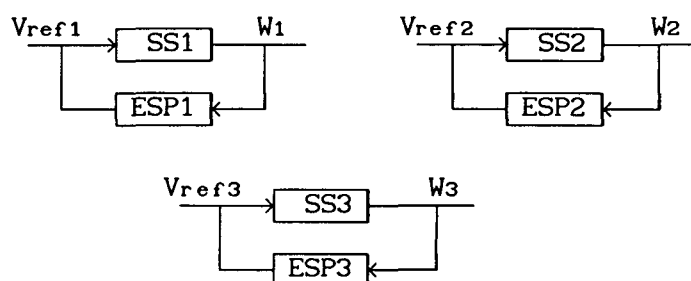 Vref1 SS1 W1
ESP1
Vref2 SS2 W2
ESP2
Vref3 SS3 W3
ESP3